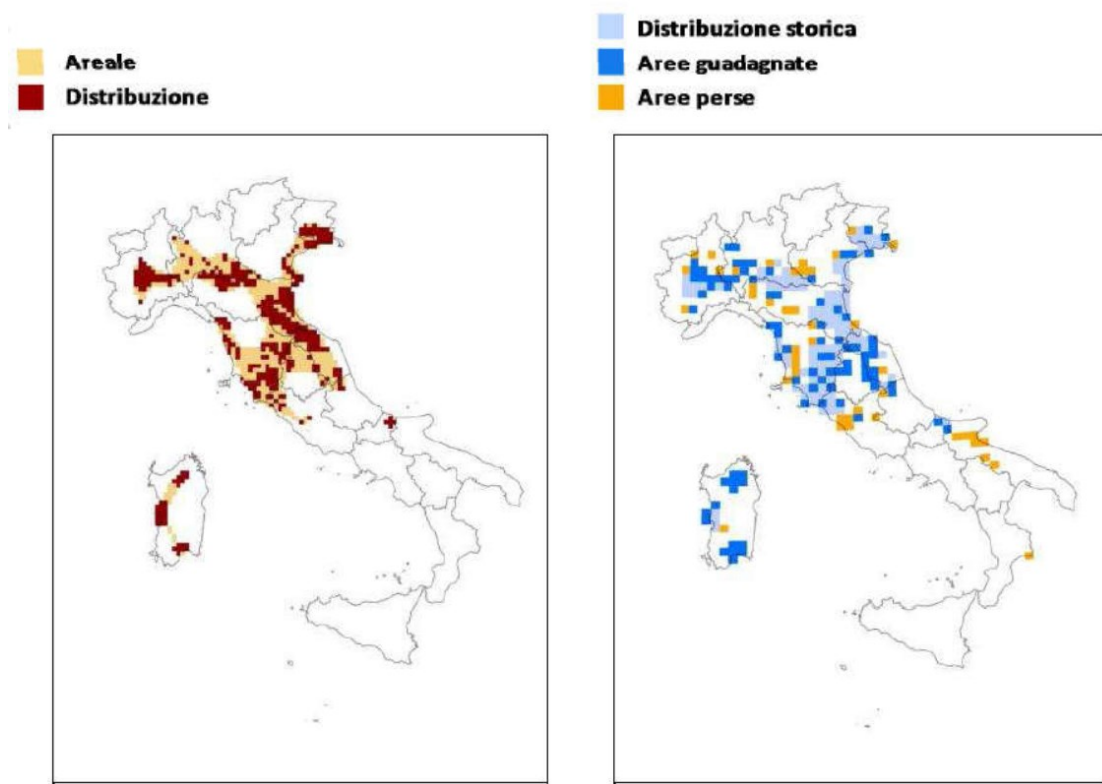 Areale
Distribuzione
Distribuzione storica
Aree guadagnate
Aree perse